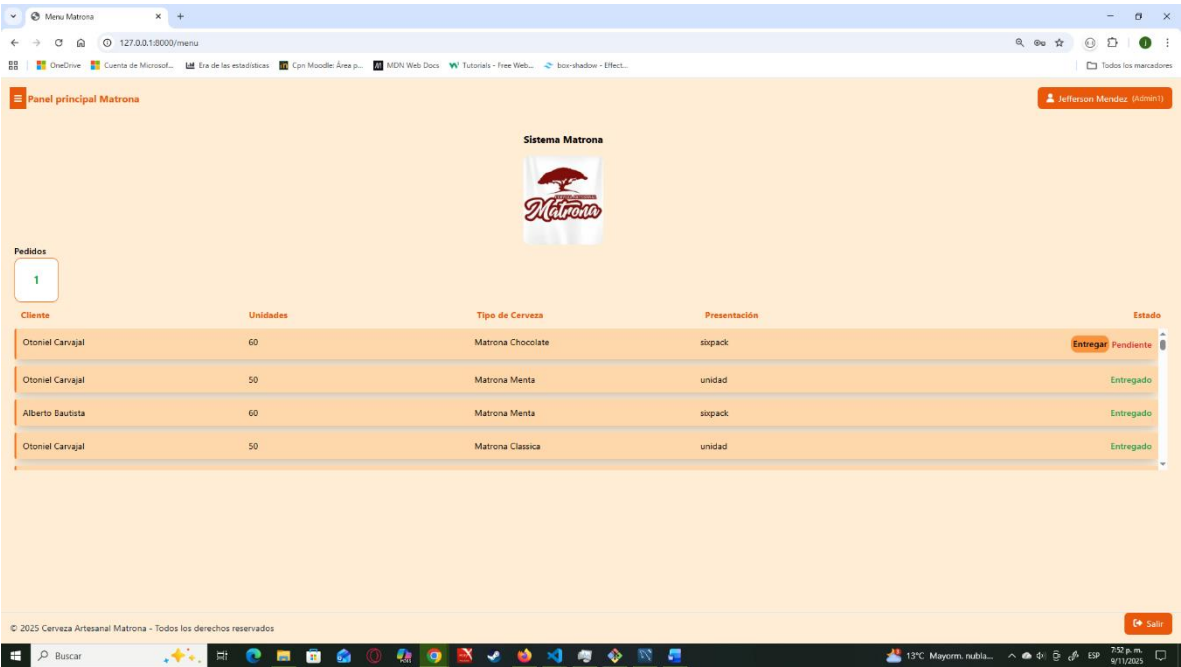 Menu Matrona
127.0.0.1:8000/menu
OneDrive Cuenta de Microsof... Era de las estadísticas Cpn Moodle: Área p... MDN Web Docs Tutorials - Free Web... box-shadow - Effect... Todos los marcadores
Panel principal Matrona
Jefferson Mendez (Admin1)
Sistema Matrona
Matrona
Pedidos
1
Cliente Unidades Tipo de Cerveza Presentación Estado
Otoniel Carvajal 60 Matrona Chocolate sixpack Entregar Pendiente
Otoniel Carvajal 50 Matrona Menta unidad Entregado
Alberto Bautista 60 Matrona Menta sixpack Entregado
Otoniel Carvajal 50 Matrona Classica unidad Entregado
© 2025 Cerveza Artesanal Matrona - Todos los derechos reservados
Salir
Buscar
13°C Mayorm. nubla... ESP 7:52 p. m.
9/11/2025